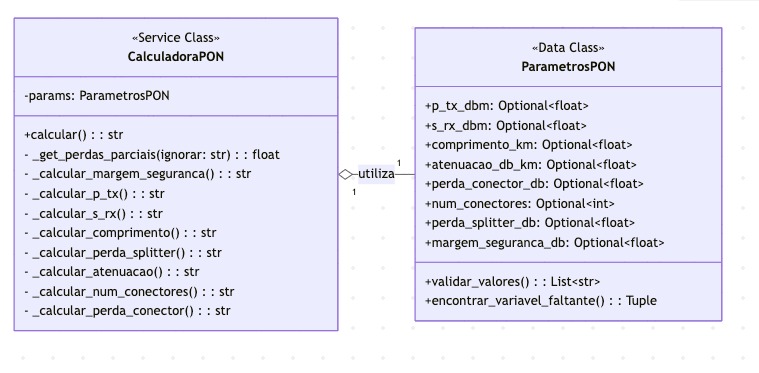 «Service Class»
CalculadoraPON
-params: ParametrosPON
+calcular() : : str
- _get_perdas_parciais(ignorar: str) : : float
- _calcular_margem_seguranca() : : str
- _calcular_p_tx() : : str
- _calcular_s_rx() : : str
- _calcular_comprimento() : : str
- _calcular_perda_splitter() : : str
- _calcular_atenuacao() : : str
- _calcular_num_conectores() : : str
- _calcular_perda_conector() : : str
1
utiliza
1
«Data Class»
ParametrosPON
+p_tx_dbm: Optional<float>
+s_rx_dbm: Optional<float>
+comprimento_km: Optional<float>
+atenuacao_db_km: Optional<float>
+perda_conector_db: Optional<float>
+num_conectores: Optional<int>
+perda_splitter_db: Optional<float>
+margem_seguranca_db: Optional<float>
+validar_valores() : : List<str>
+encontrar_variavel_faltante() : : Tuple